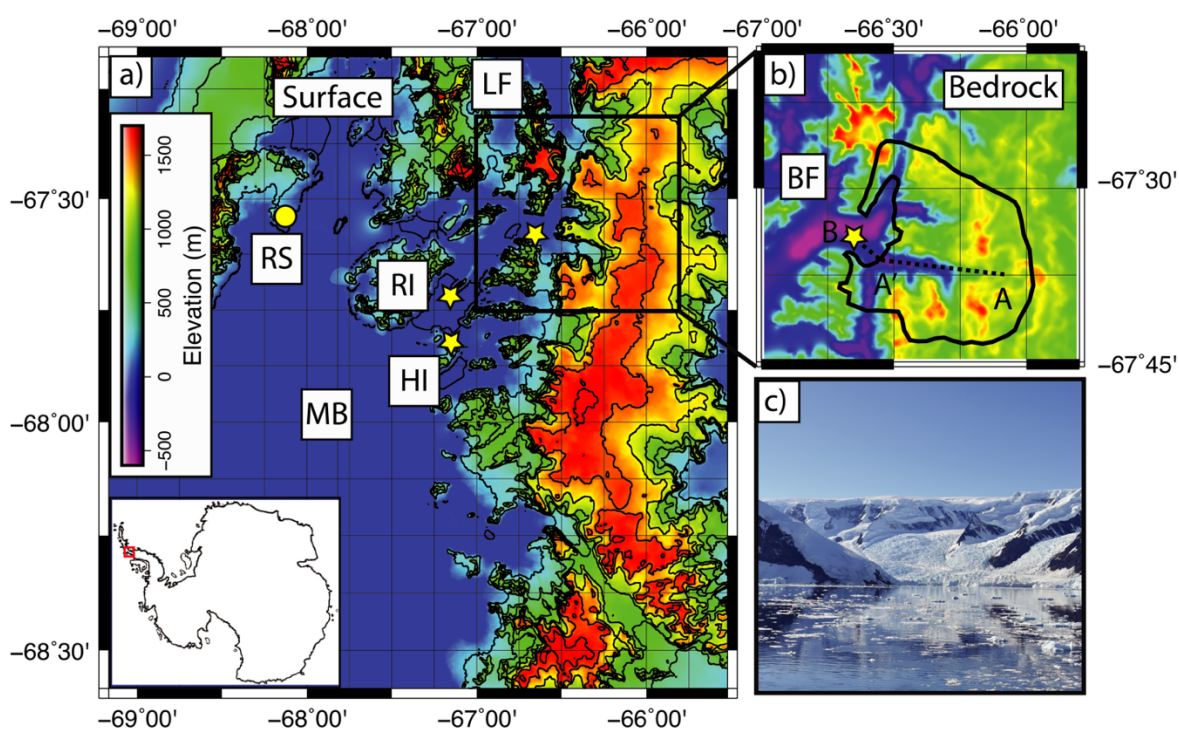 −69°00'
−68°00'
−67°00'
−66°00'
−67°00'
−66°30'
−66°00'
a)
Surface
LF
b)
Bedrock
1500
1000
500
0
−500
Elevation (m)
−67°30'
−67°30'
BF
B
RS
RI
A'
A
HI
−67°45'
MB
c)
−68°00'
−68°30'
−69°00'
−68°00'
−67°00'
−66°00'